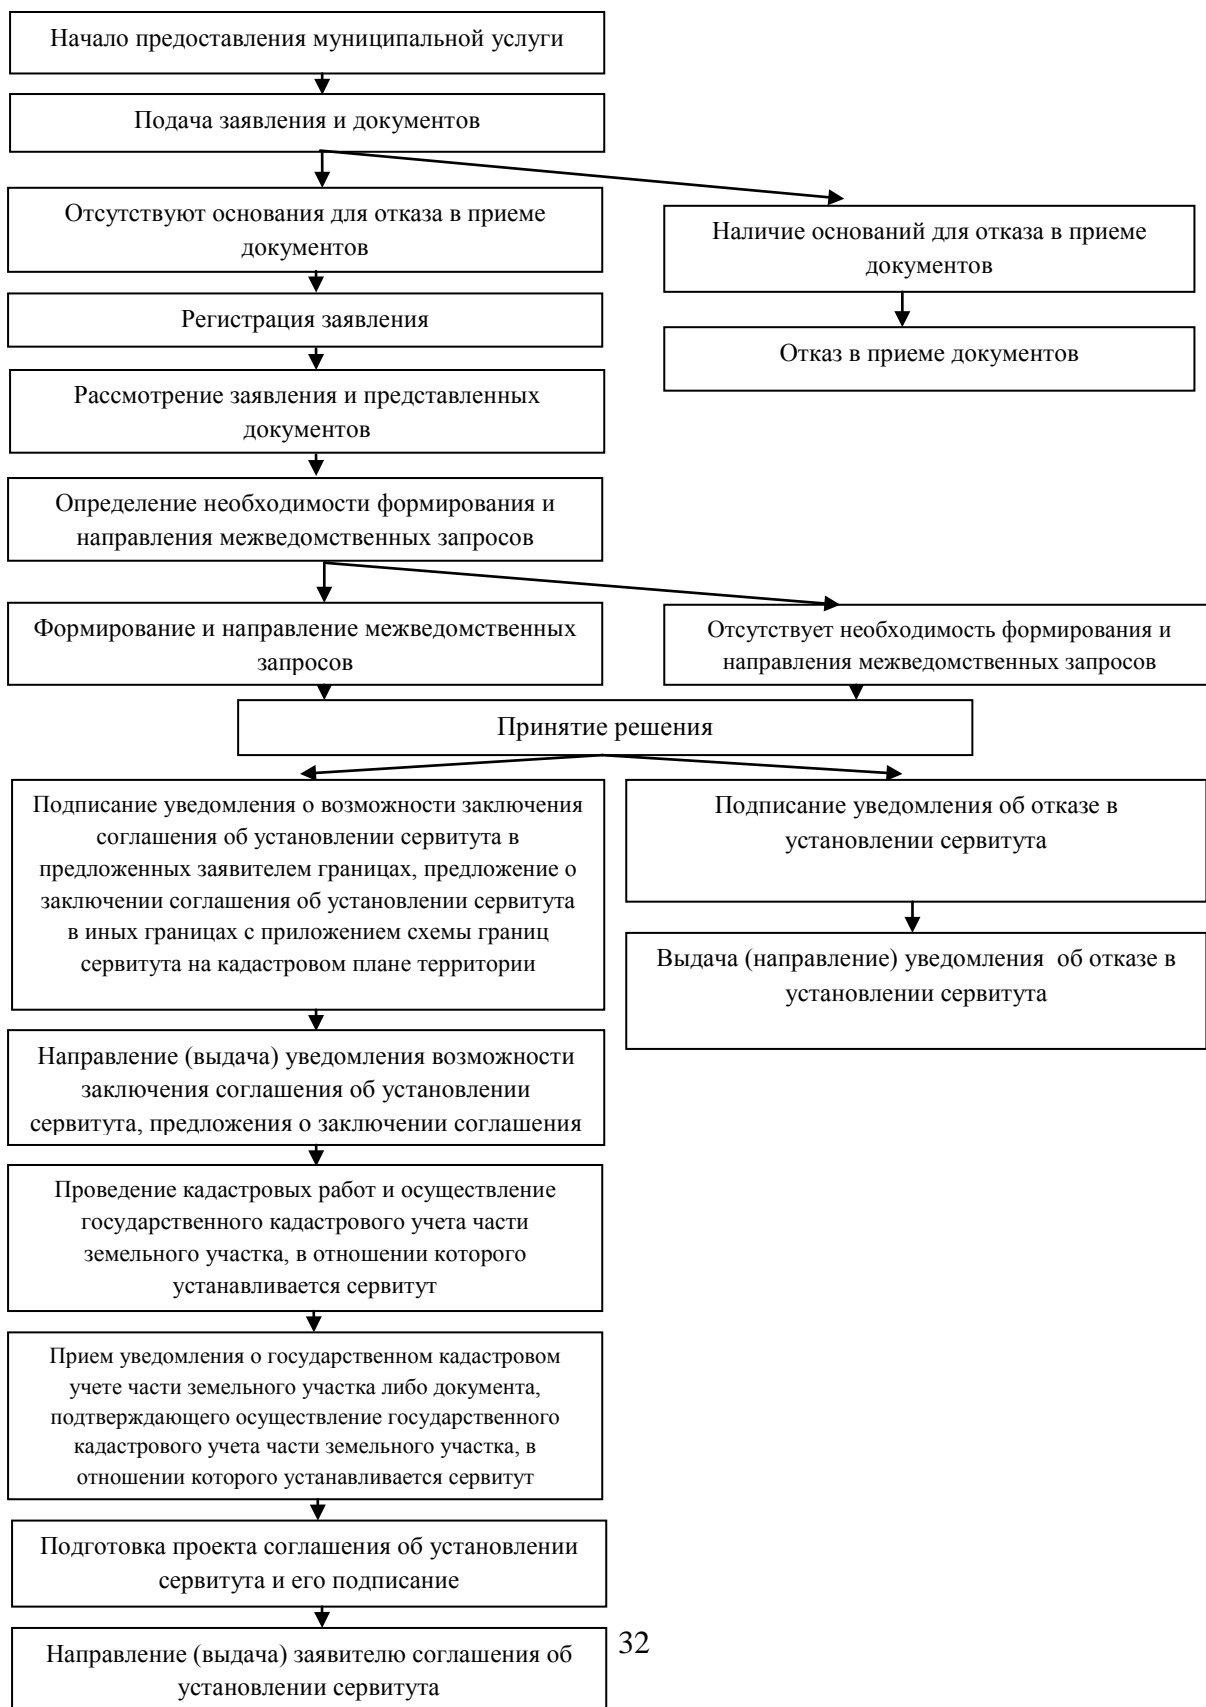 Начало предоставления муниципальной услуги
Подача заявления и документов
Отсутствуют основания для отказа в приеме
документов
Наличие оснований для отказа в приеме
документов
Регистрация заявления
Отказ в приеме документов
Рассмотрение заявления и представленных
документов
Определение необходимости формирования и
направления межведомственных запросов
Формирование и направление межведомственных
запросов
Отсутствует необходимость формирования и
направления межведомственных запросов
Принятие решения
Подписание уведомления о возможности заключения
соглашения об установлении сервитута в
предложенных заявителем границах, предложение о
заключении соглашения об установлении сервитута
в иных границах с приложением схемы границ
сервитута на кадастровом плане территории
Подписание уведомления об отказе в
установлении сервитута
Выдача (направление) уведомления  об отказе в
установлении сервитута
Направление (выдача) уведомления возможности
заключения соглашения об установлении
сервитута, предложения о заключении соглашения
Проведение кадастровых работ и осуществление
государственного кадастрового учета части
земельного участка, в отношении которого
устанавливается сервитут
Прием уведомления о государственном кадастровом
учете части земельного участка либо документа,
подтверждающего осуществление государственного
кадастрового учета части земельного участка, в
отношении которого устанавливается сервитут
Подготовка проекта соглашения об установлении
сервитута и его подписание
32
Направление (выдача) заявителю соглашения об
установлении сервитута